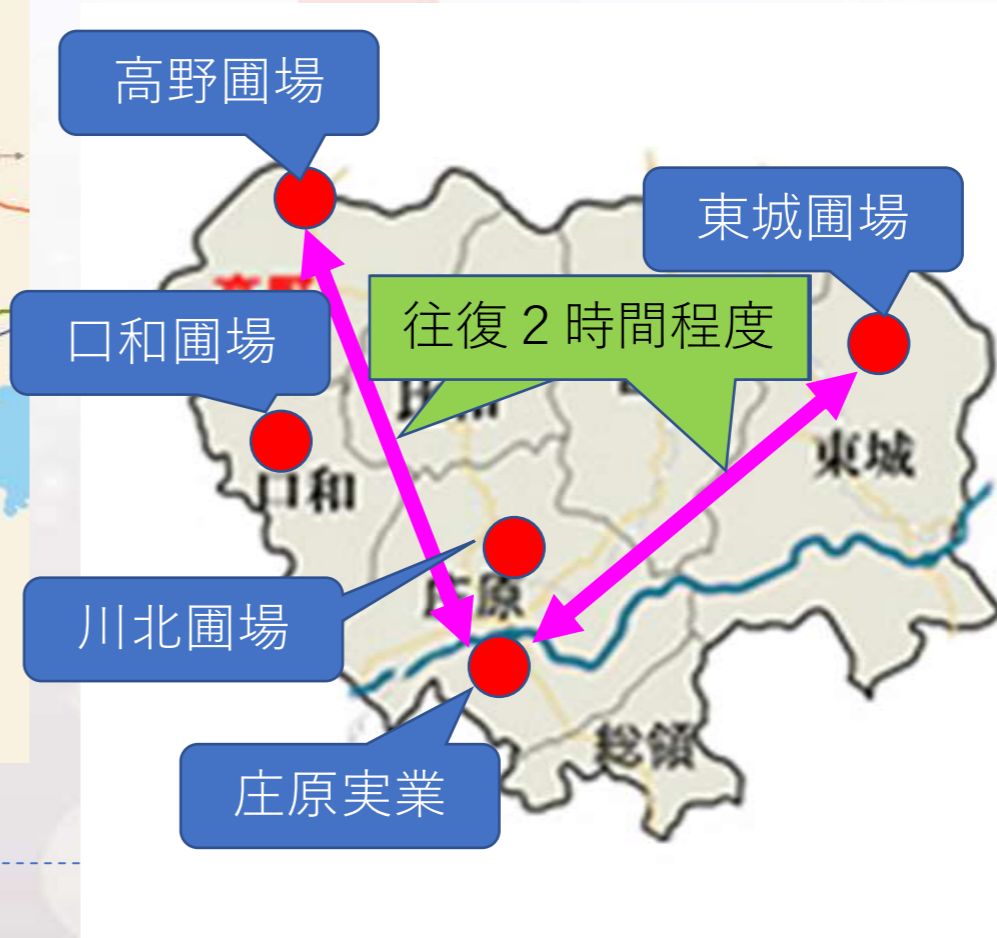 高野圃場
東城圃場
口和圃場
往復２時間程度
東城
口和
庄原
川北圃場
総領
庄原実業